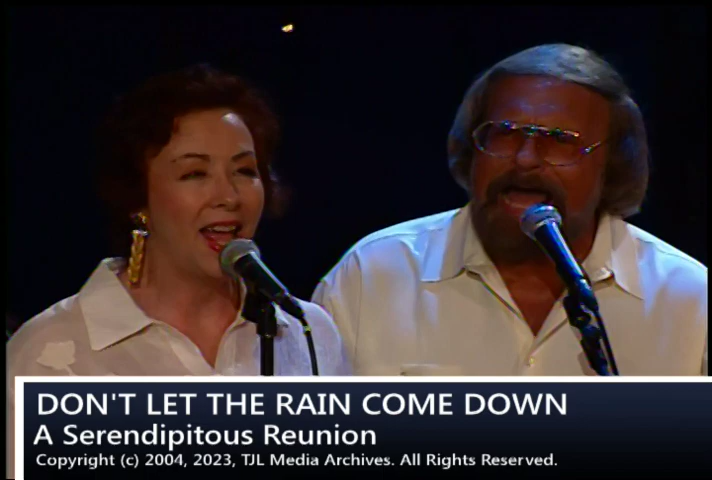 DON'T LET THE RAIN COME DOWN
A Serendipitous Reunion
Copyright (c) 2004, 2023, TJL Media Archives. All Rights Reserved.